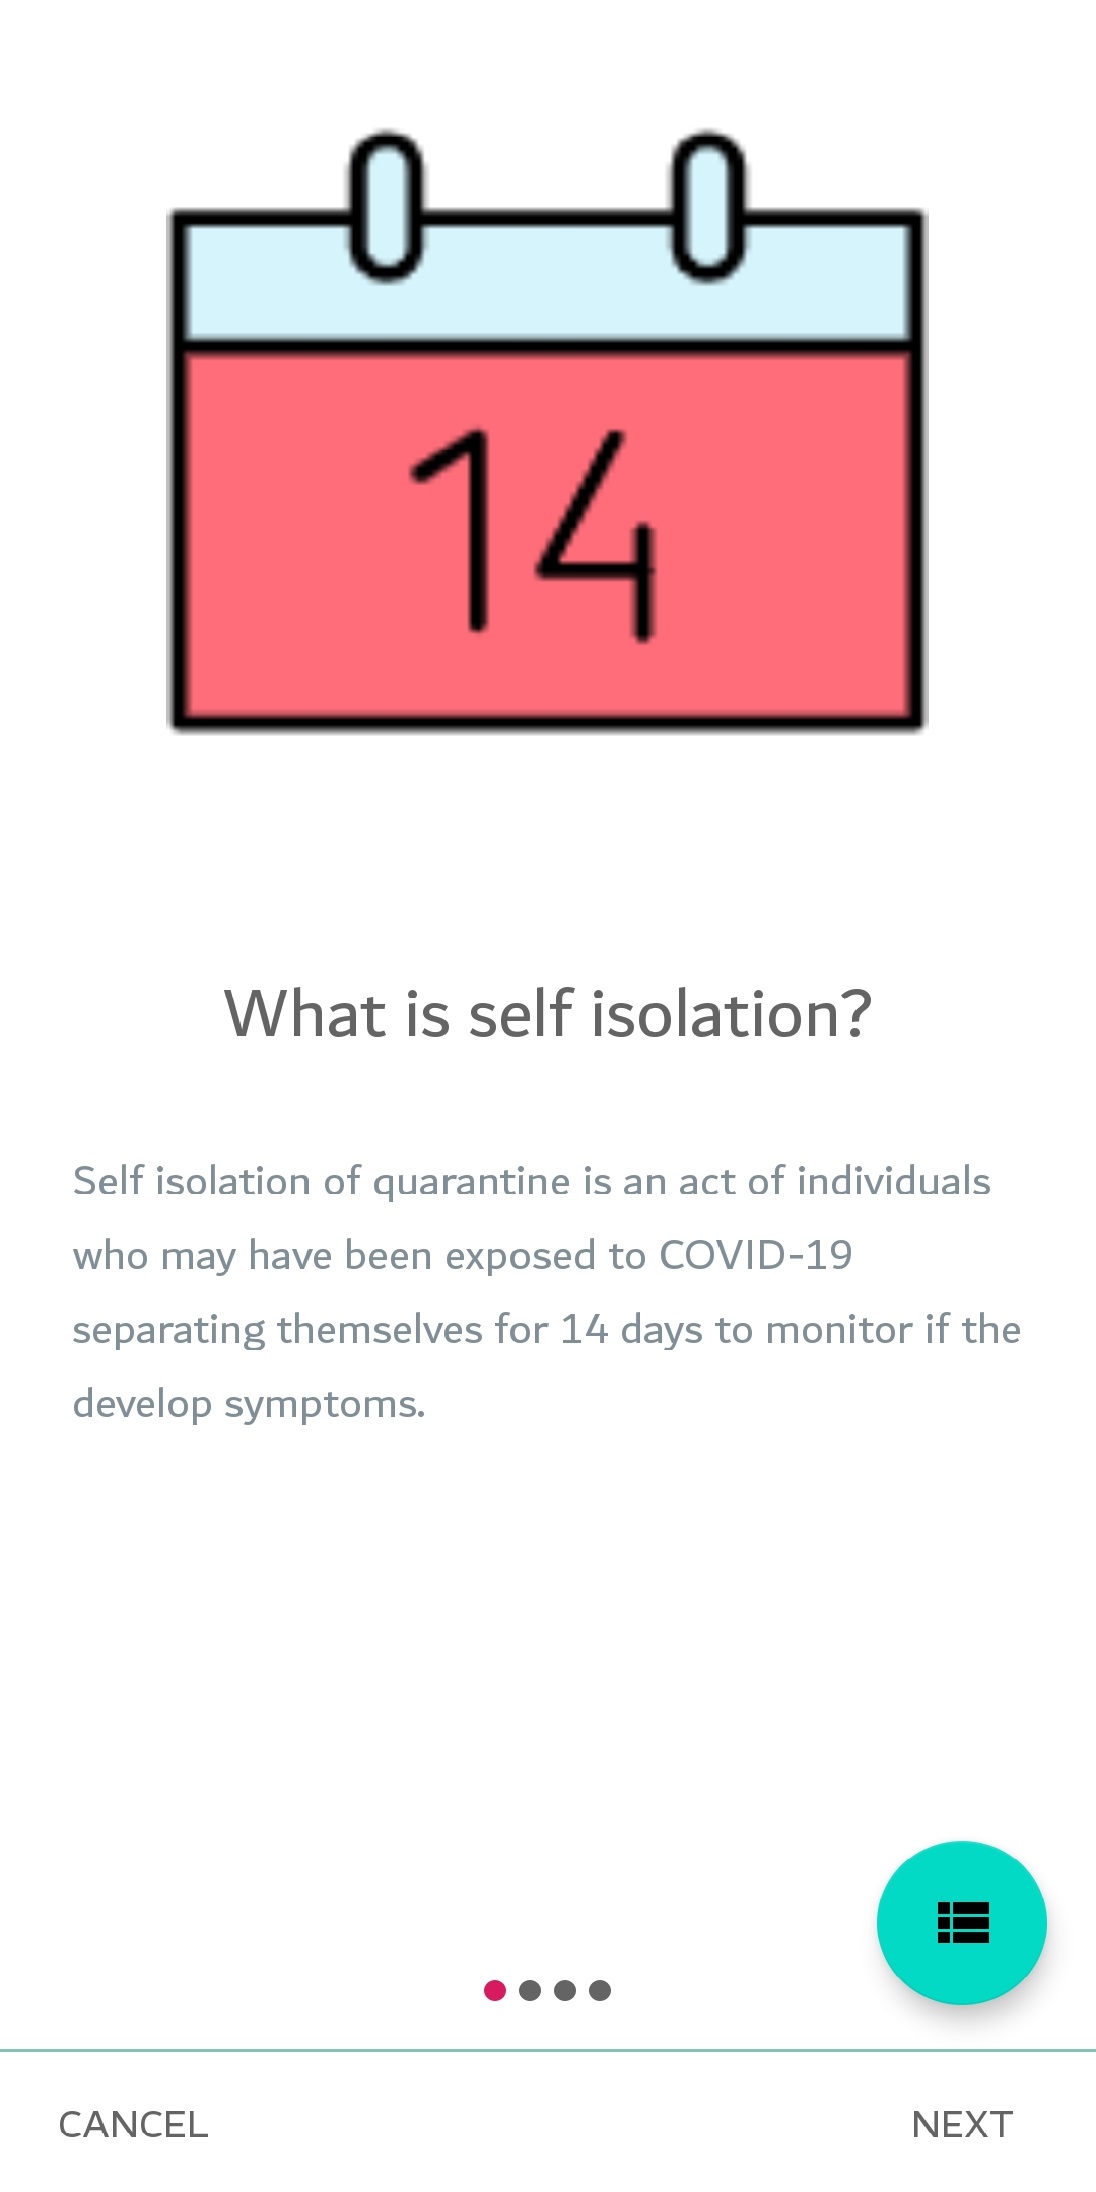 14
What is self isolation?
Self isolation of quarantine is an act of individuals
who may have been exposed to COVID-19
separating themselves for 14 days to monitor if the
develop symptoms.
CANCEL
NEXT